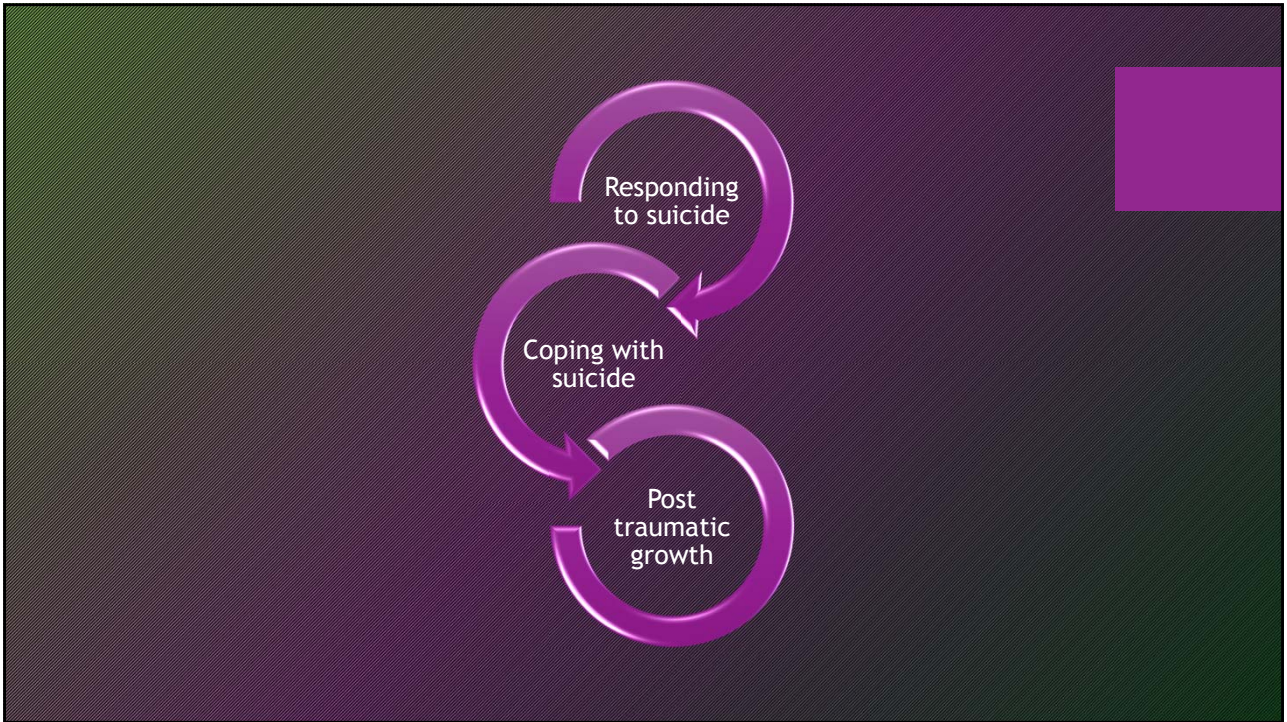 Responding
to suicide
Coping with
suicide
Post
traumatic
growth